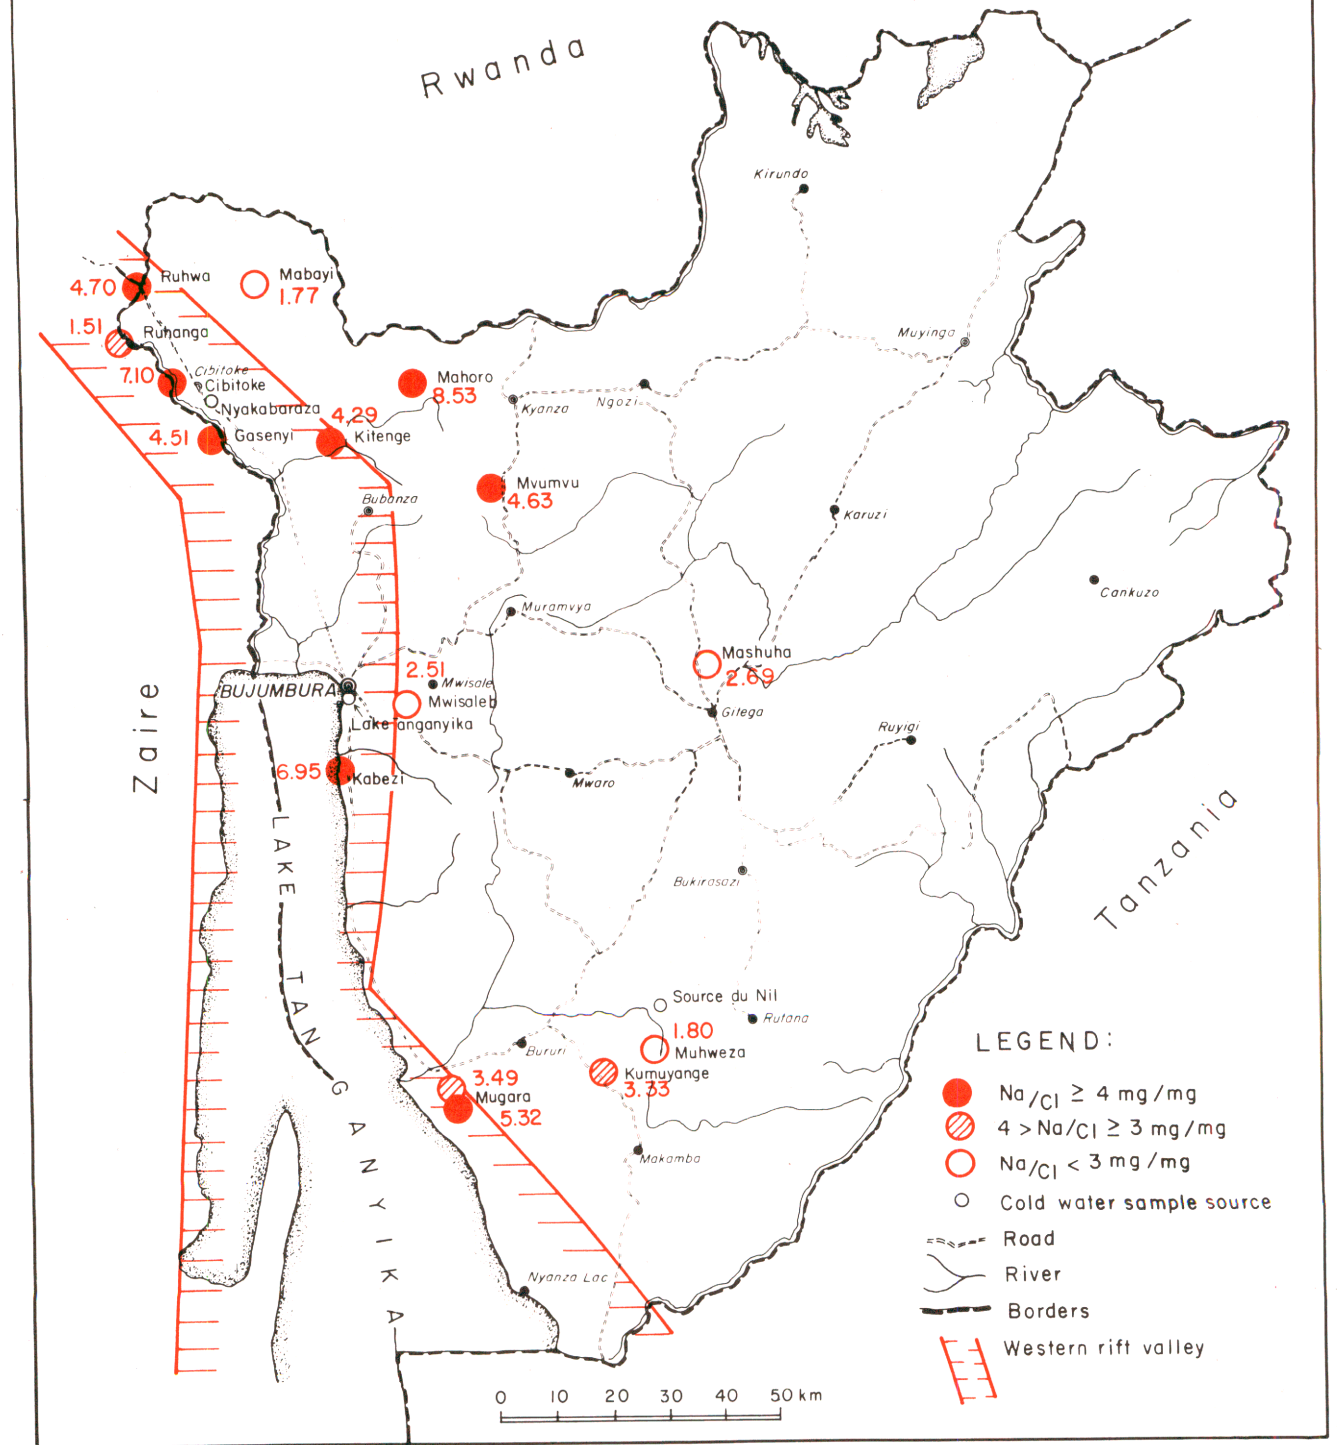 Rwanda
Kirundo
Ruhwa
4.70
Mabayi
1.77
1.51
Ruhanga
Muyinga
7.10
Cibitoke
Cibitoke
Nyakabaraza
Mahoro
8.53
Kyanza
Ngozi
4.29
4.51
Gasenyi
Kitenge
Bubanza
Mvumvu
4.63
Karuzi
Cankuzo
Muramvya
Mashuha
2.69
2.51
Mwisale
BUJUMBURA
Mwisaleb
Lake Tanganyika
Gitega
Ruyigi
Zaire
6.95
Kabezi
Mwaro
Tanzania
Bukirasazi
LAKE TANGANYIKA
Source du Nil
Rutana
1.80
Muhweza
Bururi
Kumuyange
3.33
3.49
Mugara
5.32
Makamba
Nyanza Lac
LEGEND:
Na/Cl ≥ 4 mg/mg
4 > Na/Cl ≥ 3 mg/mg
Na/Cl < 3 mg/mg
Cold water sample source
Road
River
Borders
Western rift valley
0 10 20 30 40 50 km